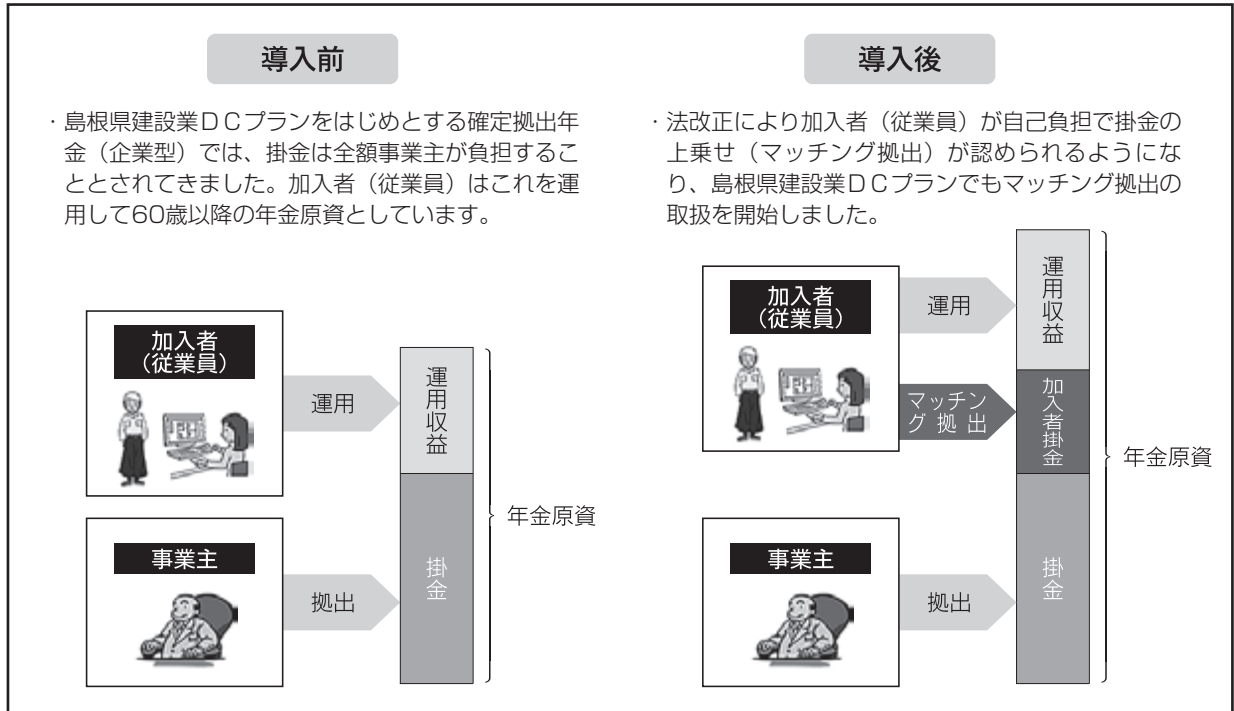 導入前
・島根県建設業ＤＣプランをはじめとする確定拠出年
金（企業型）では、掛金は全額事業主が負担するこ
ととされてきました。加入者（従業員）はこれを運
用して60歳以降の年金原資としています。
加入者
（従業員）
運用
運用収益
事業主
拠出
掛金
年金原資
導入後
・法改正により加入者（従業員）が自己負担で掛金の
上乗せ（マッチング拠出）が認められるようにな
り、島根県建設業ＤＣプランでもマッチング拠出の
取扱を開始しました。
加入者
（従業員）
運用
運用収益
マッチン
グ拠出
加入者掛金
事業主
拠出
掛金
年金原資